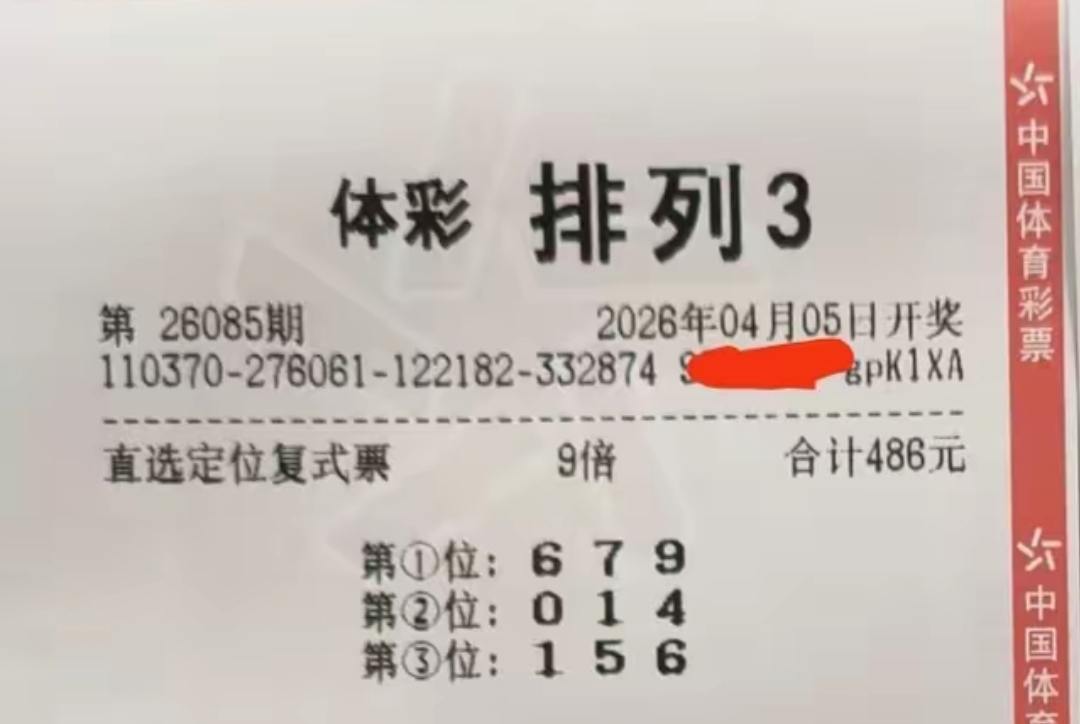 体彩 排列3
第 26085期 2026年04月05日开奖
110370-276061-122182-332874 gpK1XA
直选定位复式票 9倍 合计486元
第①位: 6 7 9
第②位: 0 1 4
第③位: 1 5 6
中国体育彩票
中国体育